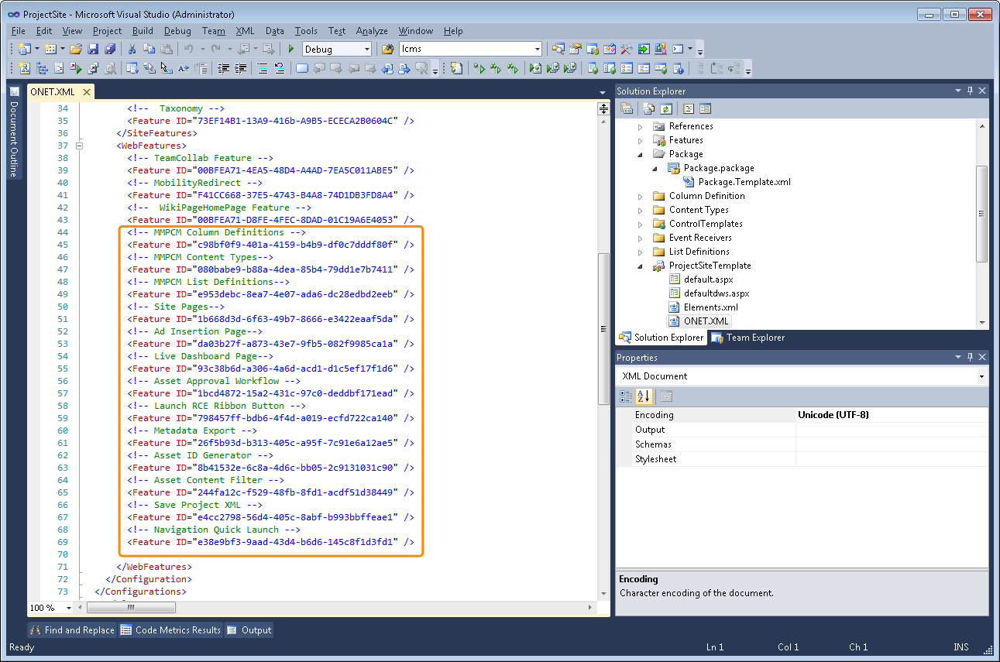 ProjectSite - Microsoft Visual Studio (Administrator)
File Edit View Project Build Debug Team XML Data Tools Test Analyze Window Help
Debug lcms
Document Outline
ONET.XML
34 <!--  Taxonomy -->
35 <Feature ID="73EF14B1-13A9-416b-A9B5-ECECA2B0604C" />
36 </SiteFeatures>
37 <WebFeatures>
38 <!-- TeamCollab Feature -->
39 <Feature ID="00BFEA71-4EA5-48D4-A4AD-7EA5C011ABE5" />
40 <!-- MobilityRedirect -->
41 <Feature ID="F41CC668-37E5-4743-B4A8-74D1DB3FD8A4" />
42 <!--  WikiPageHomePage Feature -->
43 <Feature ID="00BFEA71-D8FE-4FEC-8DAD-01C19A6E4053" />
44 <!-- MMPCM Column Definitions -->
45 <Feature ID="c98bf0f9-401a-4159-b4b9-df0c7dddf80f" />
46 <!-- MMPCM Content Types-->
47 <Feature ID="080babe9-b88a-4dea-85b4-79dd1e7b7411" />
48 <!-- MMPCM List Definitions-->
49 <Feature ID="e953debc-8ea7-4e07-ada6-dc28edbd2eeb" />
50 <!-- Site Pages-->
51 <Feature ID="1b668d3d-6f63-49b7-8666-e3422eaaf5da" />
52 <!-- Ad Insertion Page-->
53 <Feature ID="da03b27f-a873-43e7-9fb5-082f9985ca1a" />
54 <!-- Live Dashboard Page-->
55 <Feature ID="93c38b6d-a306-4a6d-acd1-d1c5ef17f1d6" />
56 <!-- Asset Approval Workflow -->
57 <Feature ID="1bcd4872-15a2-431c-97c0-deddbf171ead" />
58 <!-- Launch RCE Ribbon Button -->
59 <Feature ID="798457ff-bdb6-4f4d-a019-ecfd722ca140" />
60 <!-- Metadata Export -->
61 <Feature ID="26f5b93d-b313-405c-a95f-7c91e6a12ae5" />
62 <!-- Asset ID Generator -->
63 <Feature ID="8b41532e-6c8a-4d6c-bb05-2c9131031c90" />
64 <!-- Asset Content Filter -->
65 <Feature ID="244fa12c-f529-48fb-8fd1-acdf51d38449" />
66 <!-- Save Project XML -->
67 <Feature ID="e4cc2798-56d4-405c-8abf-b993bbffeae1" />
68 <!-- Navigation Quick Launch -->
69 <Feature ID="e38e9bf3-9aad-43d4-b6d6-145c8f1d3fd1" />
70
71 </WebFeatures>
72 </Configuration>
73 </Configurations>
100 %
Solution Explorer
References
Features
Package
Package.package
Package.Template.xml
Column Definition
Content Types
ControlTemplates
Event Receivers
List Definitions
ProjectSiteTemplate
default.aspx
defaultdws.aspx
Elements.xml
ONET.XML
Solution Explorer Team Explorer
Properties
XML Document
Encoding Unicode (UTF-8)
Output
Schemas
Stylesheet
Encoding
Character encoding of the document.
Find and Replace Code Metrics Results Output
Ready Ln 1 Col 1 Ch 1 INS